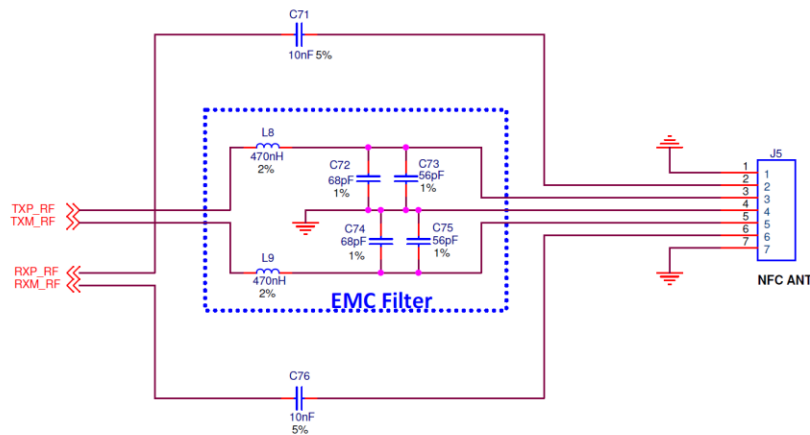 C71
10nF 5%
L8
470nH
2%
C72
68pF
1%
C73
56pF
1%
TXP_RF
TXM_RF
C74
68pF
1%
C75
56pF
1%
RXP_RF
RXM_RF
L9
470nH
2%
EMC Filter
C76
10nF
5%
J5
1 1
2 2
3 3
4 4
5 5
6 6
7 7
NFC ANT